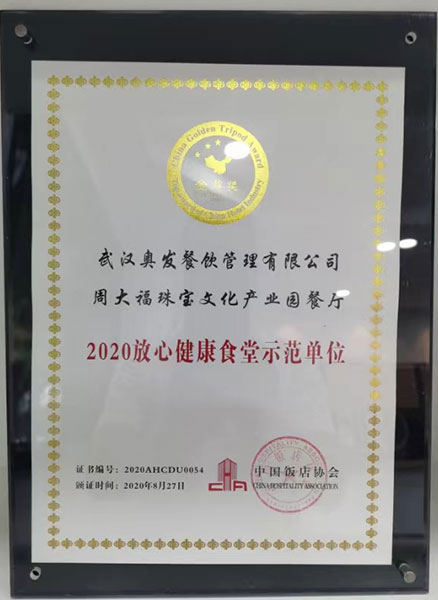 China Golden Tripod Award
金鼎奖
武汉奥发餐饮管理有限公司
周大福珠宝文化产业园餐厅
2020放心健康食堂示范单位
证书编号：2020AHCDU0054
颁证时间：2020年8月27日
CHA
中国饭店协会
CHINA HOSPITALITY ASSOCIATION